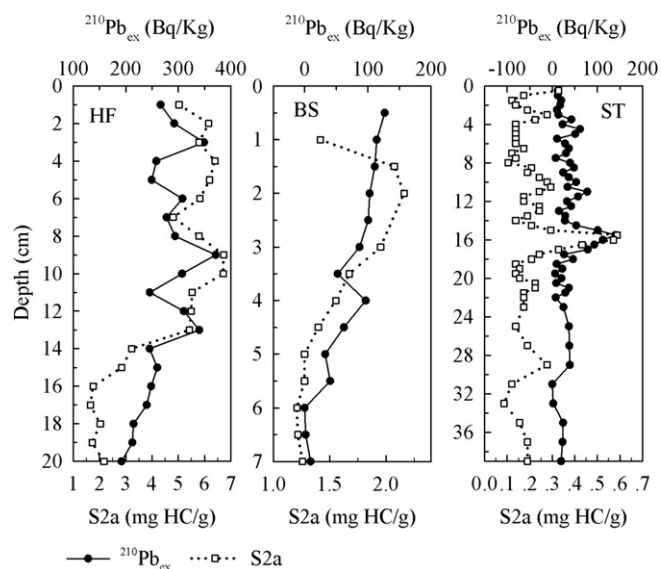 ²¹⁰Pbₑₓ (Bq/Kg) ²¹⁰Pbₑₓ (Bq/Kg) ²¹⁰Pbₑₓ (Bq/Kg)
100 200 300 400 0 100 200 -100 0 100 200
HF BS ST
Depth (cm)
0 2 4 6 8 10 12 14 16 18 20
0 1 2 3 4 5 6 7
0 4 8 12 16 20 24 28 32 36
1 2 3 4 5 6 7 1.0 1.5 2.0 0.0 .1 .2 .3 .4 .5 .6 .7
S2a (mg HC/g) S2a (mg HC/g) S2a (mg HC/g)
²¹⁰Pbₑₓ S2a